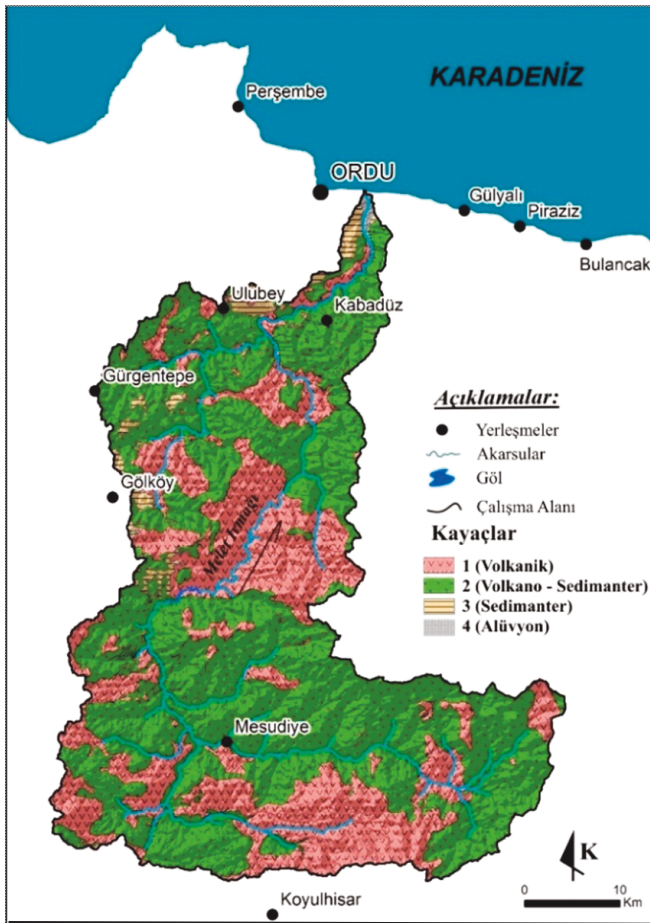 KARADENİZ
Perşembe
ORDU
Gülyalı
Piraziz
Bulancak
Ulubey
Kabadüz
Gürgentepe
Gölköy
Melet Irmağı
Mesudiye
Koyulhisar
Açıklamalar:
Yerleşmeler
Akarsular
Göl
Çalışma Alanı
Kayaçlar
1 (Volkanik)
2 (Volkano - Sedimanter)
3 (Sedimanter)
4 (Alüvyon)
K
0 10
Km